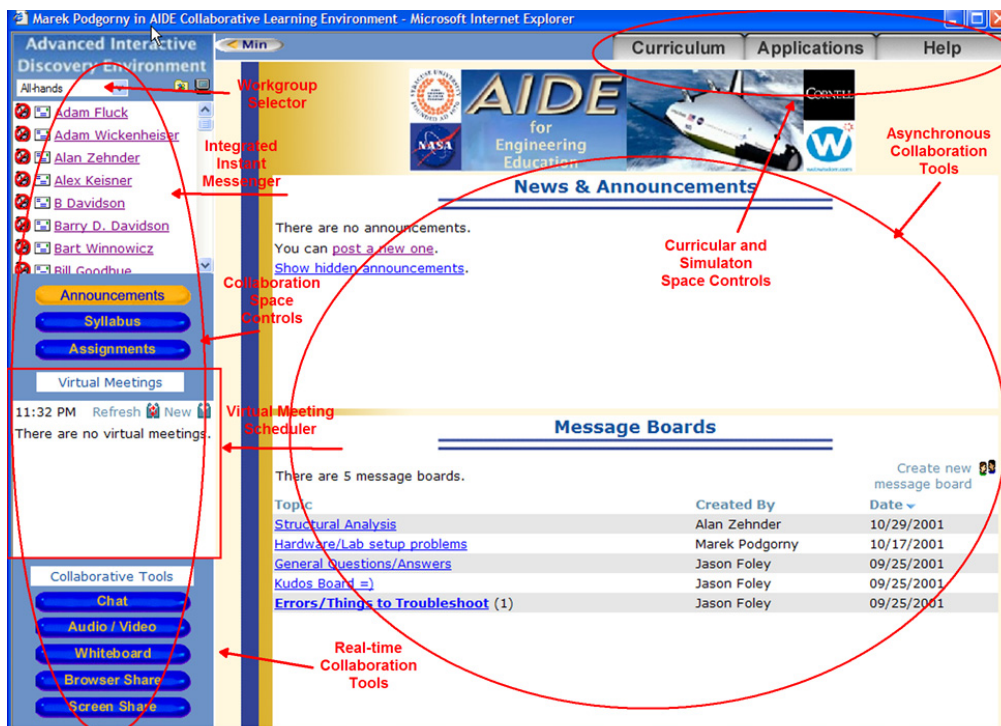 Marek Podgorny in AIDE Collaborative Learning Environment - Microsoft Internet Explorer
Advanced Interactive
Discovery Environment
Min
Curriculum
Applications
Help
All-hands
Workgroup
Selector
Adam Fluck
Adam Wickenheiser
Alan Zehnder
Alex Keisner
B Davidson
Barry D. Davidson
Bart Winnowicz
Bill Goodhue
Integrated
Instant
Messenger
AIDE
for
Engineering
Education
NASA
CORNELL
Asynchronous
Collaboration
Tools
News & Announcements
There are no announcements.
You can post a new one.
Show hidden announcements.
Curricular and
Simulaton
Space Controls
Collaboration
Space
Controls
Announcements
Syllabus
Assignments
Virtual Meetings
11:32 PM Refresh New
There are no virtual meetings.
Virtual Meeting
Scheduler
Message Boards
There are 5 message boards.
Create new
message board
Topic Created By Date
Structural Analysis Alan Zehnder 10/29/2001
Hardware/Lab setup problems Marek Podgorny 10/17/2001
General Questions/Answers Jason Foley 09/25/2001
Kudos Board =) Jason Foley 09/25/2001
Errors/Things to Troubleshoot (1) Jason Foley 09/25/2001
Collaborative Tools
Chat
Audio / Video
Whiteboard
Browser Share
Screen Share
Real-time
Collaboration
Tools